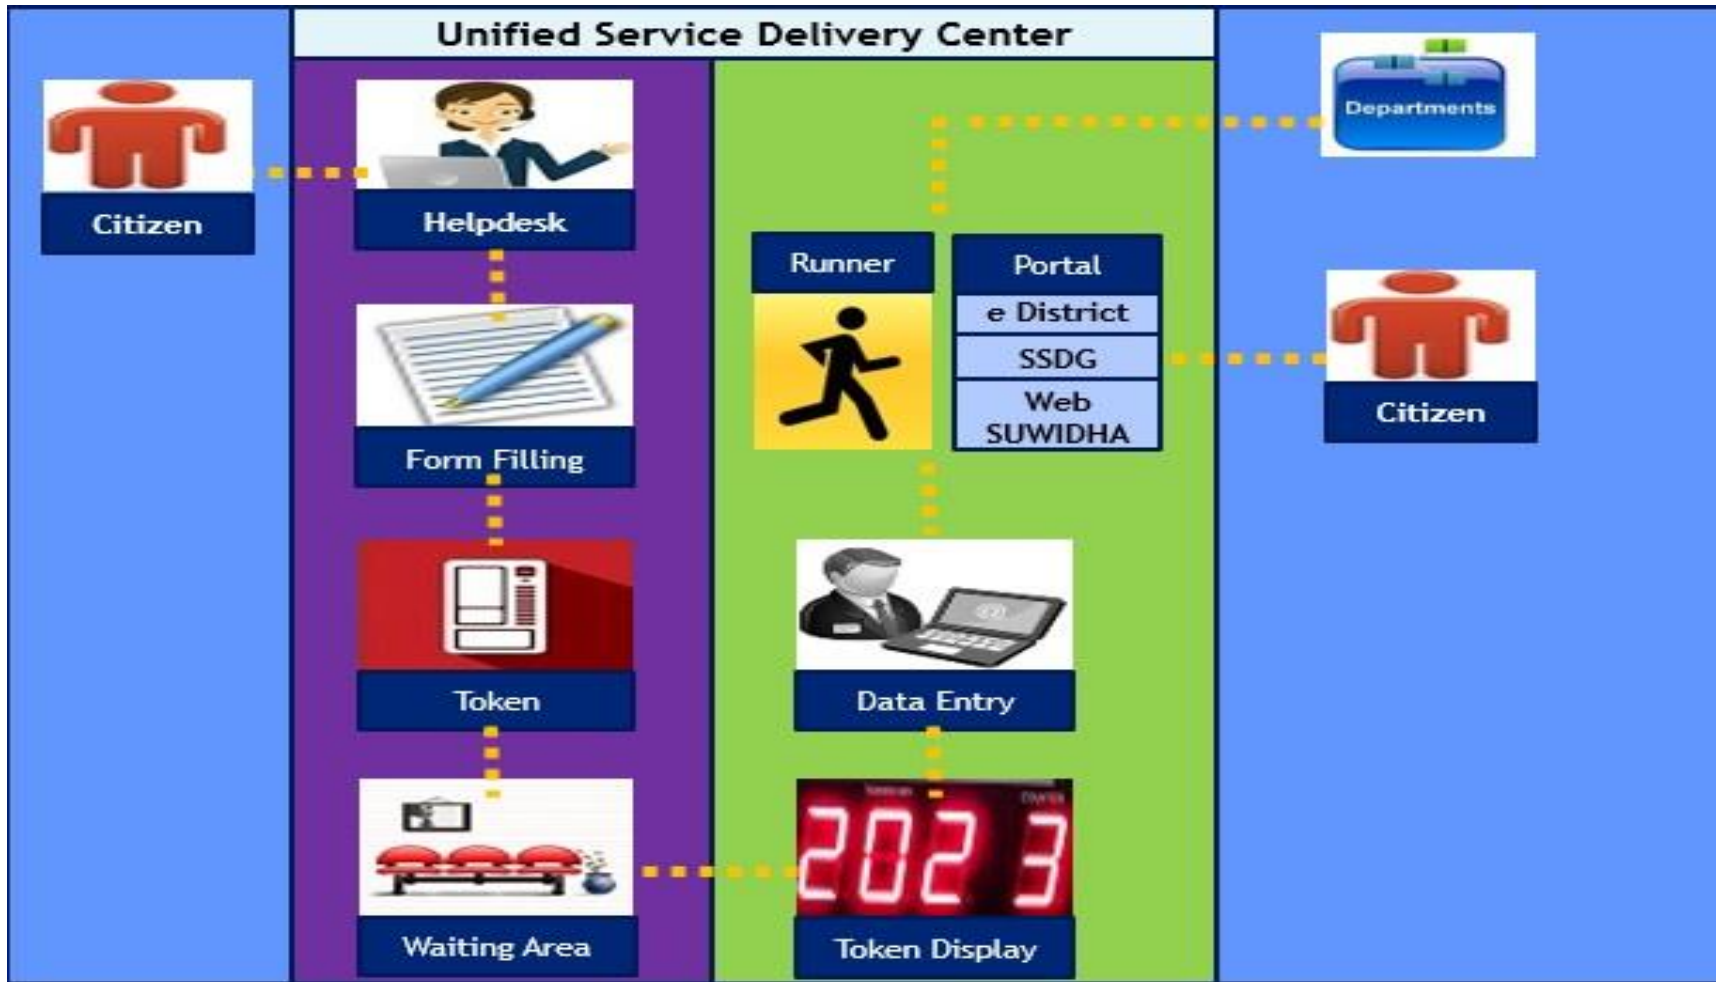 Unified Service Delivery Center
Citizen
Helpdesk
Form Filling
Token
Waiting Area
Runner
Portal
e District
SSDG
Web
SUWIDHA
Data Entry
202 3
Token Display
Departments
Citizen